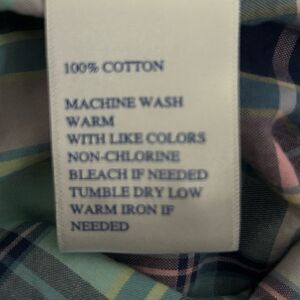 100% COTTON
MACHINE WASH
WARM
WITH LIKE COLORS
NON-CHLORINE
BLEACH IF NEEDED
TUMBLE DRY LOW
WARM IRON IF
NEEDED